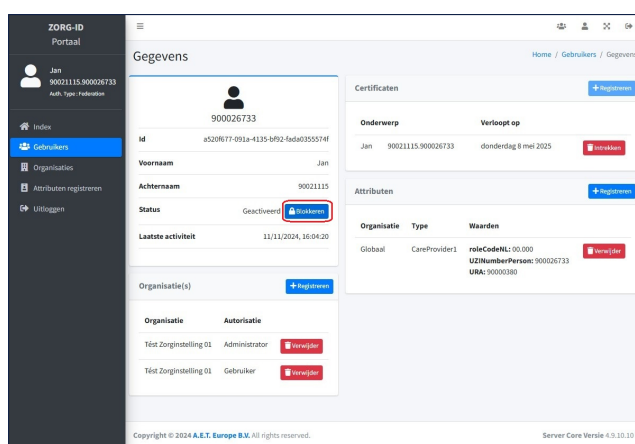 ZORG-ID
Portaal
Jan
90021115.900026733
Auth. Type : Federation
Index
Gebruikers
Organisaties
Attributen registreren
Uitloggen
Gegevens
Home / Gebruikers / Gegevens
900026733
Id a520f677-091a-4135-bf92-fada0355574f
Voornaam Jan
Achternaam 90021115
Status Geactiveerd Blokkeren
Laatste activiteit 11/11/2024, 16:04:20
Organisatie(s) + Registreren
Organisatie Autorisatie
Tést Zorginstelling 01 Administrator Verwijder
Tést Zorginstelling 01 Gebruiker Verwijder
Certificaten + Registreren
Onderwerp Verloopt op
Jan 90021115.900026733 donderdag 8 mei 2025 Intrekken
Attributen + Registreren
Organisatie Type Waarden
Globaal CareProvider1 roleCodeNL: 00.000 Verwijder
UZINumberPerson: 900026733
URA: 90000380
Copyright © 2024 A.E.T. Europe B.V. All rights reserved.
Server Core Versie 4.9.10.10